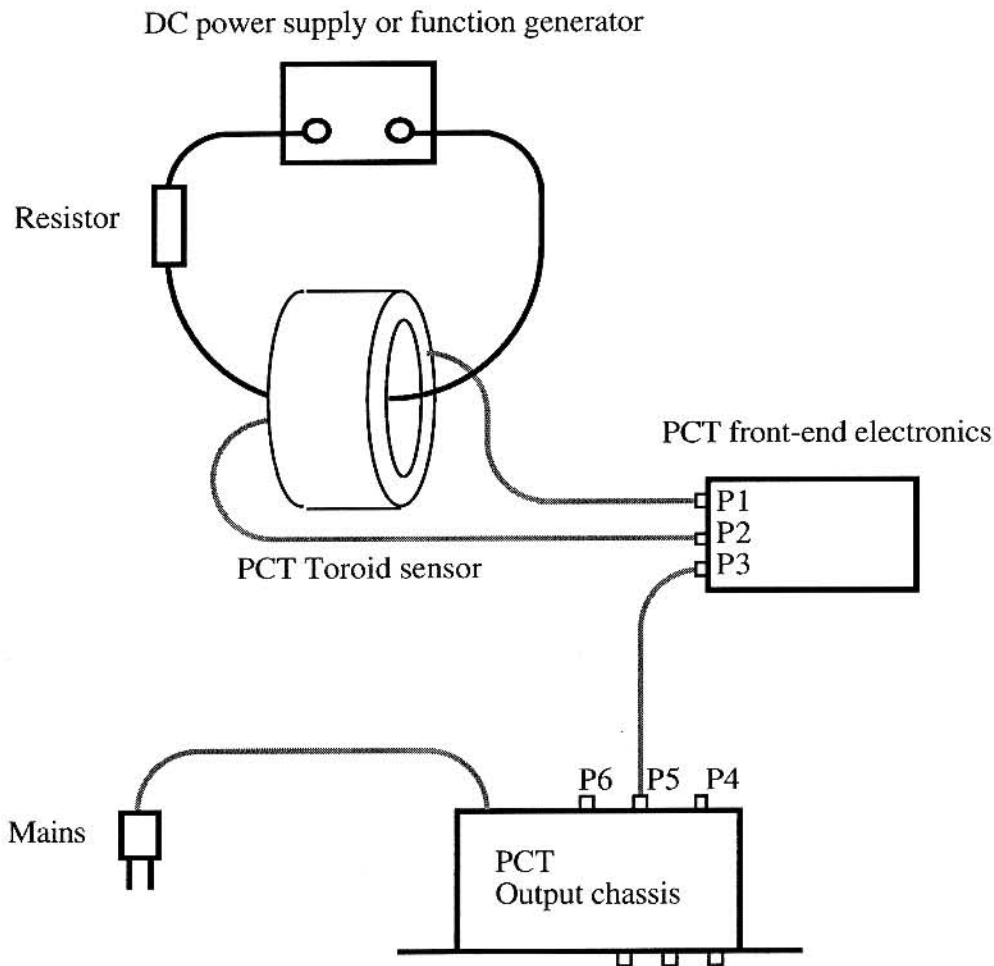 DC power supply or function generator
Resistor
PCT front-end electronics
P1
P2
P3
PCT Toroid sensor
P6 P5 P4
Mains
PCT
Output chassis